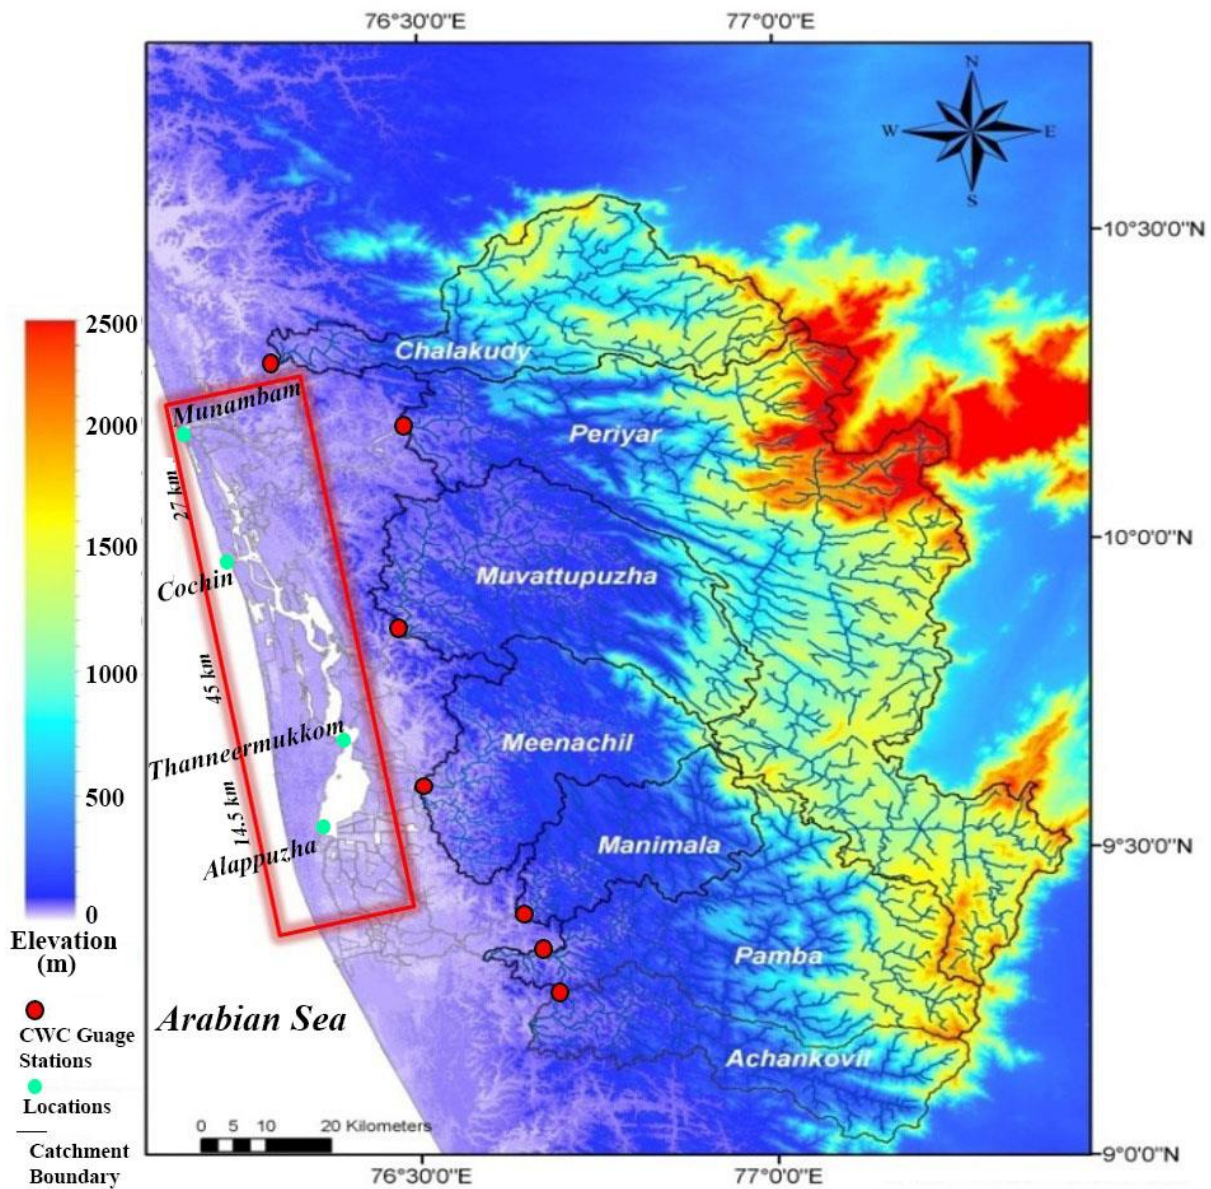 76°30'0"E
77°0'0"E
N
W
E
S
10°30'0"N
2500
Chalakudy
Munambam
2000
Periyar
27 km
1500
10°0'0"N
Cochin
Muvattupuzha
1000
45 km
Thanneermukkom
Meenachil
500
14.5 km
Manimala
9°30'0"N
Alappuzha
0
Elevation
(m)
Pamba
Arabian Sea
CWC Guage
Stations
Achankovil
Locations
0 5 10 20 Kilometers
Catchment
Boundary
9°0'0"N
76°30'0"E
77°0'0"E